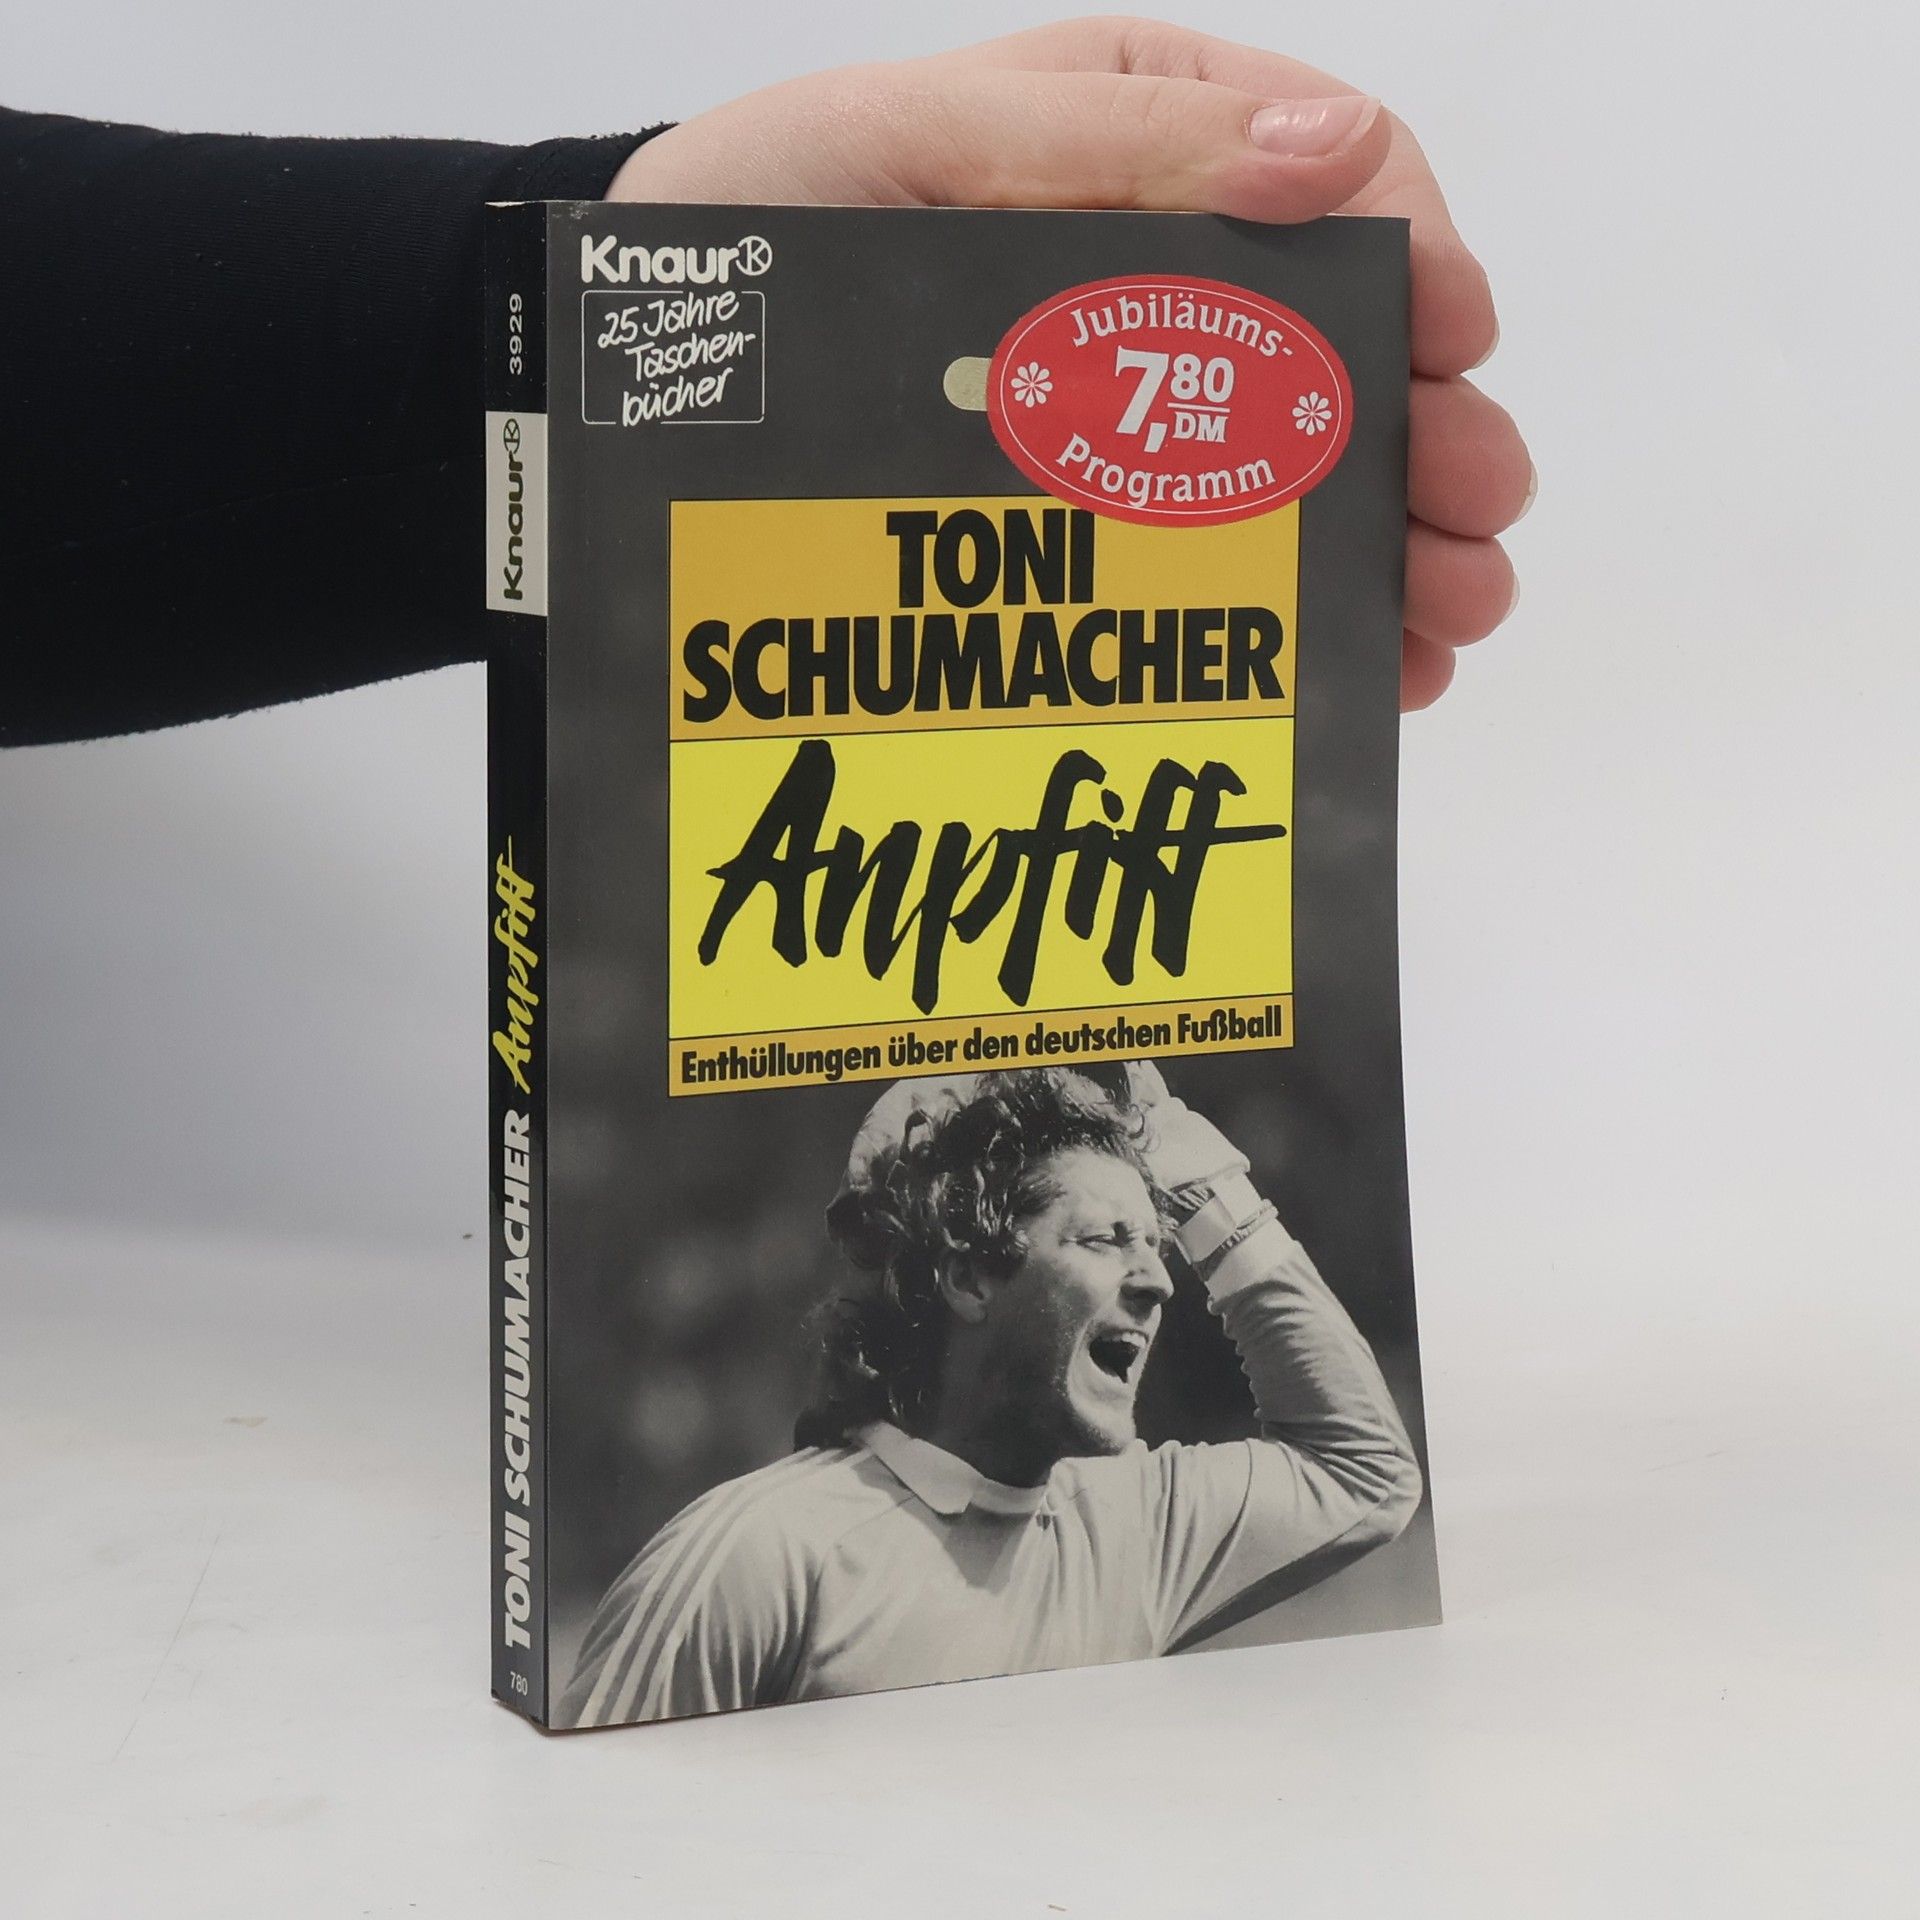 Knaur
25 Jahre
Taschen-
bücher
Jubiläums-
7,80
DM
Programm
TONI
SCHUMACHER
Anpfiff
Enthüllungen über den deutschen Fußball
3929
Knaur
TONI SCHUMACHER Anpfiff
780